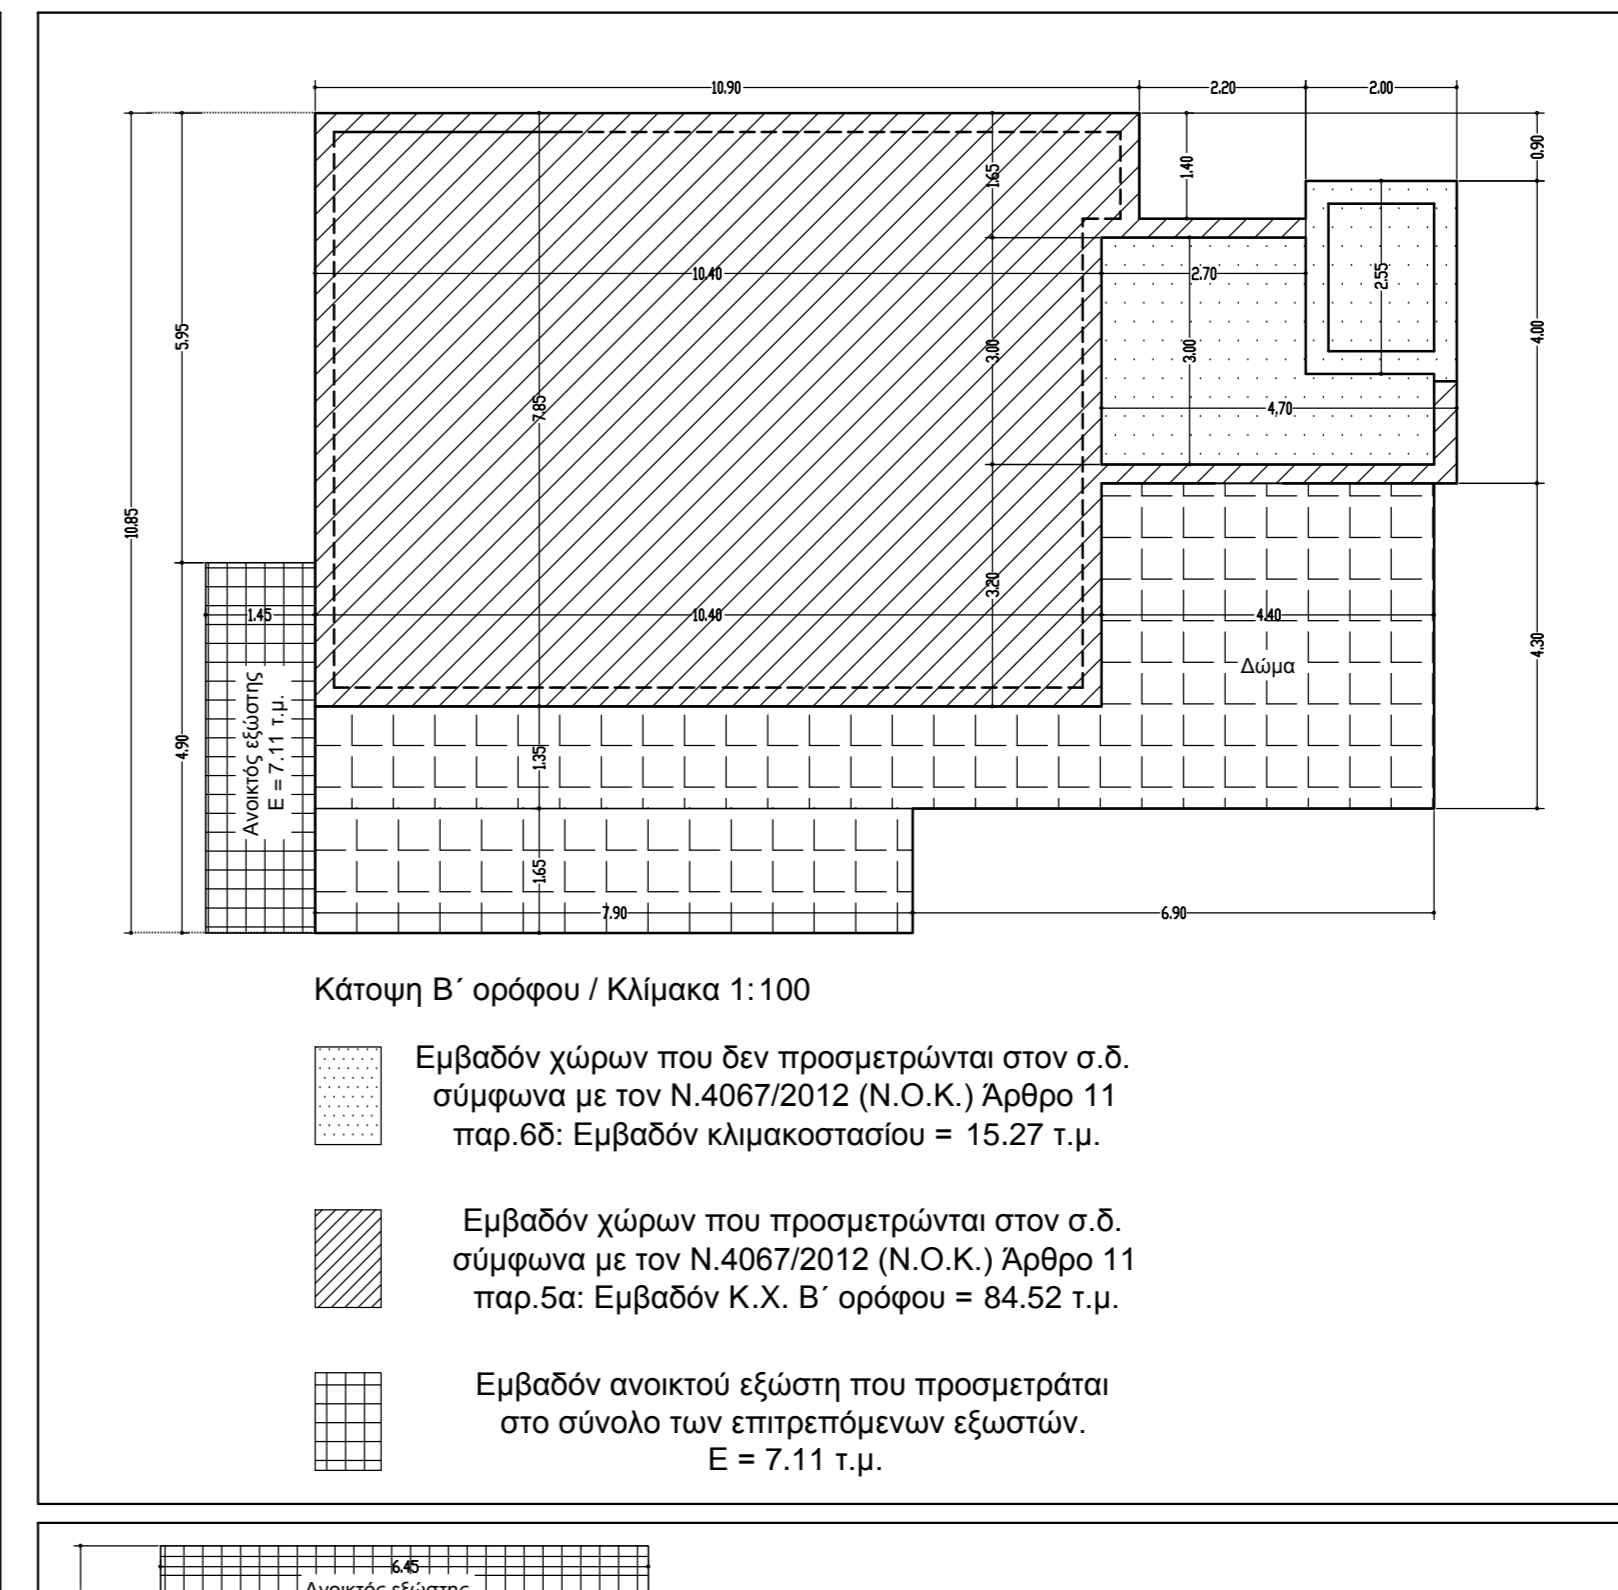 10.90 2.20 2.00
1.65 1.40 0.90
5.95 10.40 2.70 2.55
7.85 3.00 3.00 4.00
4.70
10.85
1.45 10.40 3.20 4.40 4.30
Δώμα
Ανοικτός εξώστης
Ε = 7.11 τ.μ.
4.90 1.35
1.65
7.90 6.90
Κάτοψη Β΄ ορόφου / Κλίμακα 1:100
Εμβαδόν χώρων που δεν προσμετρώνται στον σ.δ.
σύμφωνα με τον Ν.4067/2012 (Ν.Ο.Κ.) Άρθρο 11
παρ.6δ: Εμβαδόν κλιμακοστασίου = 15.27 τ.μ.
Εμβαδόν χώρων που προσμετρώνται στον σ.δ.
σύμφωνα με τον Ν.4067/2012 (Ν.Ο.Κ.) Άρθρο 11
παρ.5α: Εμβαδόν Κ.Χ. Β΄ ορόφου = 84.52 τ.μ.
Εμβαδόν ανοικτού εξώστη που προσμετράται
στο σύνολο των επιτρεπόμενων εξωστών.
Ε = 7.11 τ.μ.
6.45
Ανοικτός εξώστης